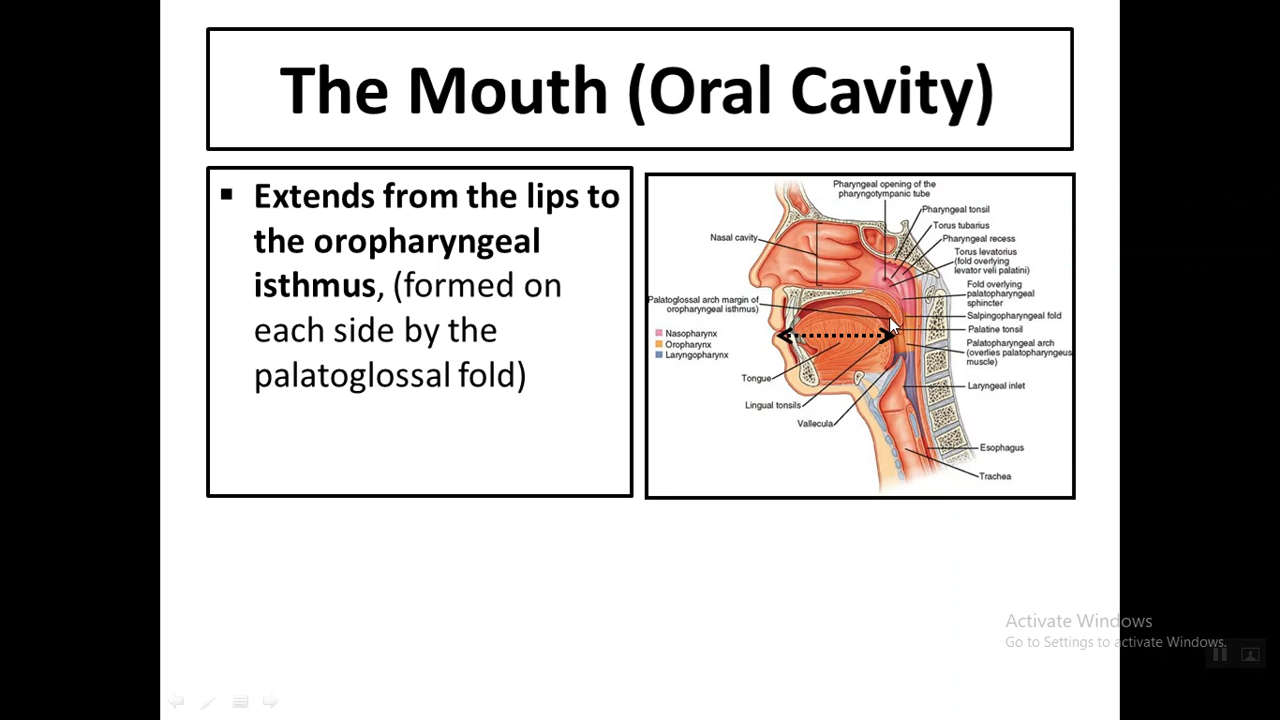 The Mouth (Oral Cavity)
▪ Extends from the lips to
the oropharyngeal
isthmus, (formed on
each side by the
palatoglossal fold)
Pharyngeal opening of the
pharyngotympanic tube
Pharyngeal tonsil
Torus tubarius
Pharyngeal recess
Torus levatorius
(fold overlying
levator veli palatini)
Fold overlying
palatopharyngeal
sphincter
Salpingopharyngeal fold
Palatine tonsil
Palatopharyngeal arch
(overlies palatopharyngeus
muscle)
Laryngeal inlet
Esophagus
Trachea
Nasal cavity
Palatoglossal arch margin of
oropharyngeal isthmus)
Nasopharynx
Oropharynx
Laryngopharynx
Tongue
Lingual tonsils
Vallecula
Activate Windows
Go to Settings to activate Windows.